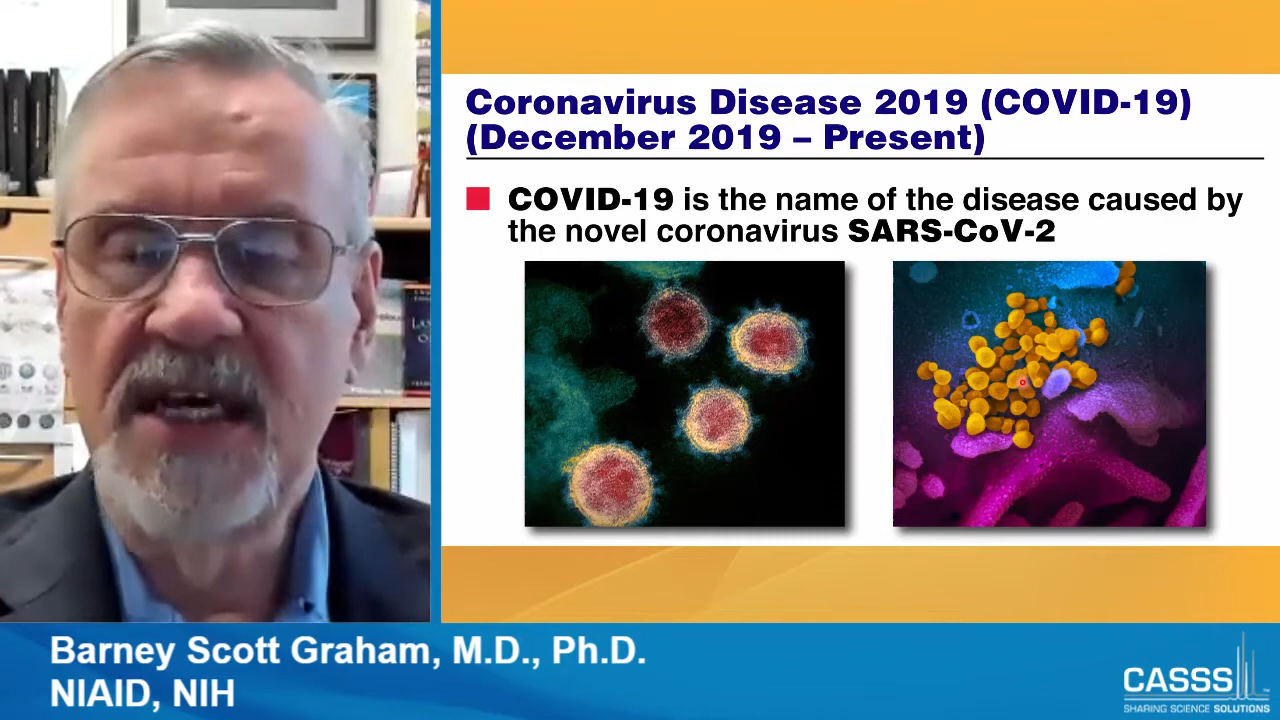 Coronavirus Disease 2019 (COVID-19)
(December 2019 – Present)
COVID-19 is the name of the disease caused by
the novel coronavirus SARS-CoV-2
Barney Scott Graham, M.D., Ph.D.
NIAID, NIH
CASSS
SHARING SCIENCE SOLUTIONS